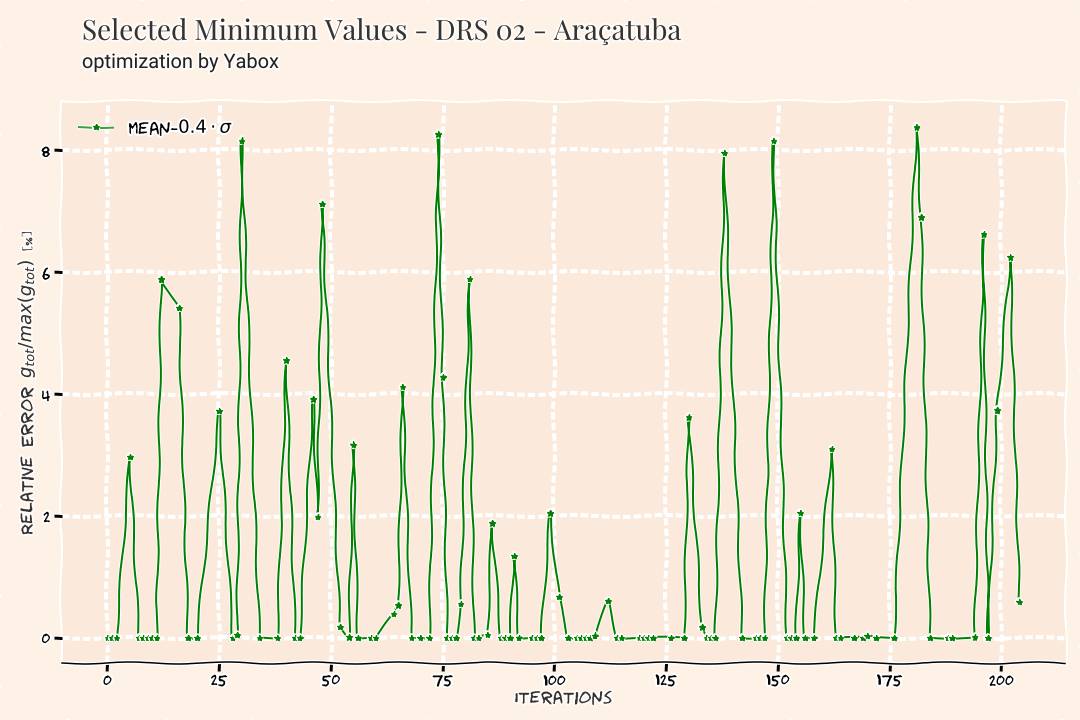 Selected Minimum Values - DRS 02 - Araçatuba
optimization by Yabox
MEAN-0.4 · σ
8
6
4
2
0
RELATIVE ERROR g_tot/max(g_tot) [%]
0 25 50 75 100 125 150 175 200
ITERATIONS